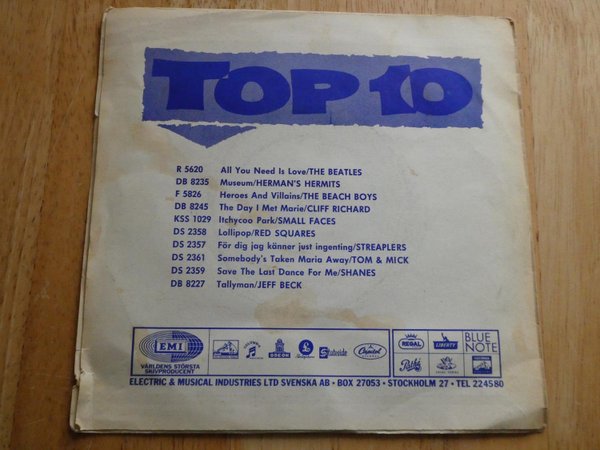 TOP 10
R 5620 All You Need Is Love/THE BEATLES
DB 8235 Museum/HERMAN'S HERMITS
F 5826 Heroes And Villains/THE BEACH BOYS
DB 8245 The Day I Met Marie/CLIFF RICHARD
KSS 1029 Itchycoo Park/SMALL FACES
DS 2358 Lollipop/RED SQUARES
DS 2357 För dig jag känner just ingenting/STREAPLERS
DS 2361 Somebody's Taken Maria Away/TOM & MICK
DS 2359 Save The Last Dance For Me/SHANES
DB 8227 Tallyman/JEFF BECK
EMI
VÄRLDENS STÖRSTA
SKIVPRODUCENT
COLUMBIA
ODEON
Parlophone
Stateside
Capitol
REGAL
LIBERTY
BLUE
NOTE
Pathé
ELECTRIC & MUSICAL INDUSTRIES LTD SVENSKA AB • BOX 27053 • STOCKHOLM 27 • TEL 224580